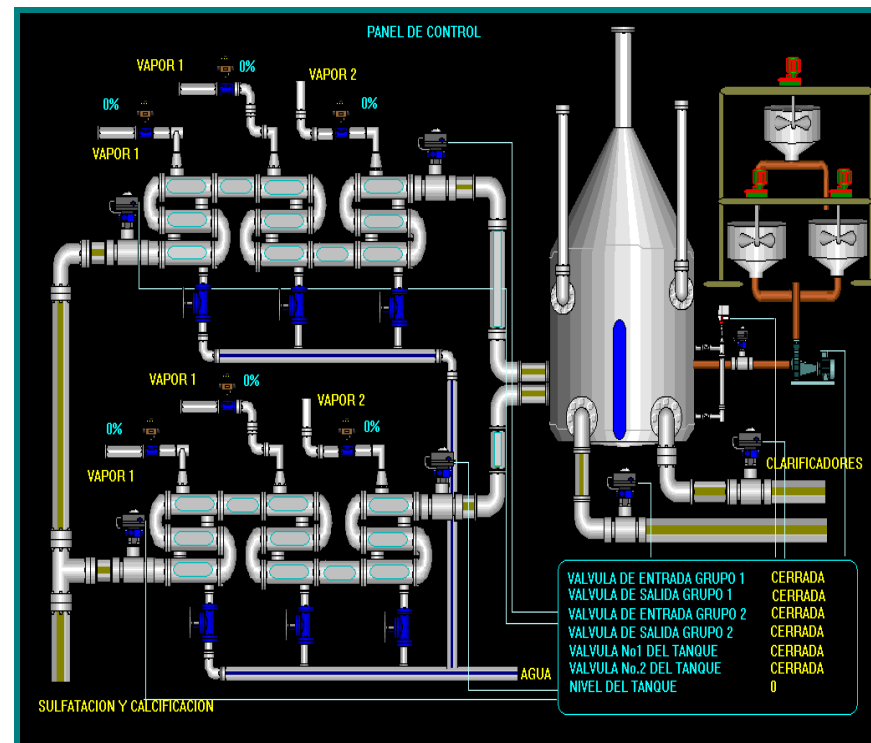 PANEL DE CONTROL
VAPOR 1
0%
VAPOR 2
0%
0%
VAPOR 1
VAPOR 1
0%
VAPOR 2
0%
0%
VAPOR 1
CLARIFICADORES
AGUA
SULFATACION Y CALCIFICACION
VALVULA DE ENTRADA GRUPO 1 CERRADA
VALVULA DE SALIDA GRUPO 1 CERRADA
VALVULA DE ENTRADA GRUPO 2 CERRADA
VALVULA DE SALIDA GRUPO 2 CERRADA
VALVULA No1 DEL TANQUE CERRADA
VALVULA No.2 DEL TANQUE CERRADA
NIVEL DEL TANQUE 0